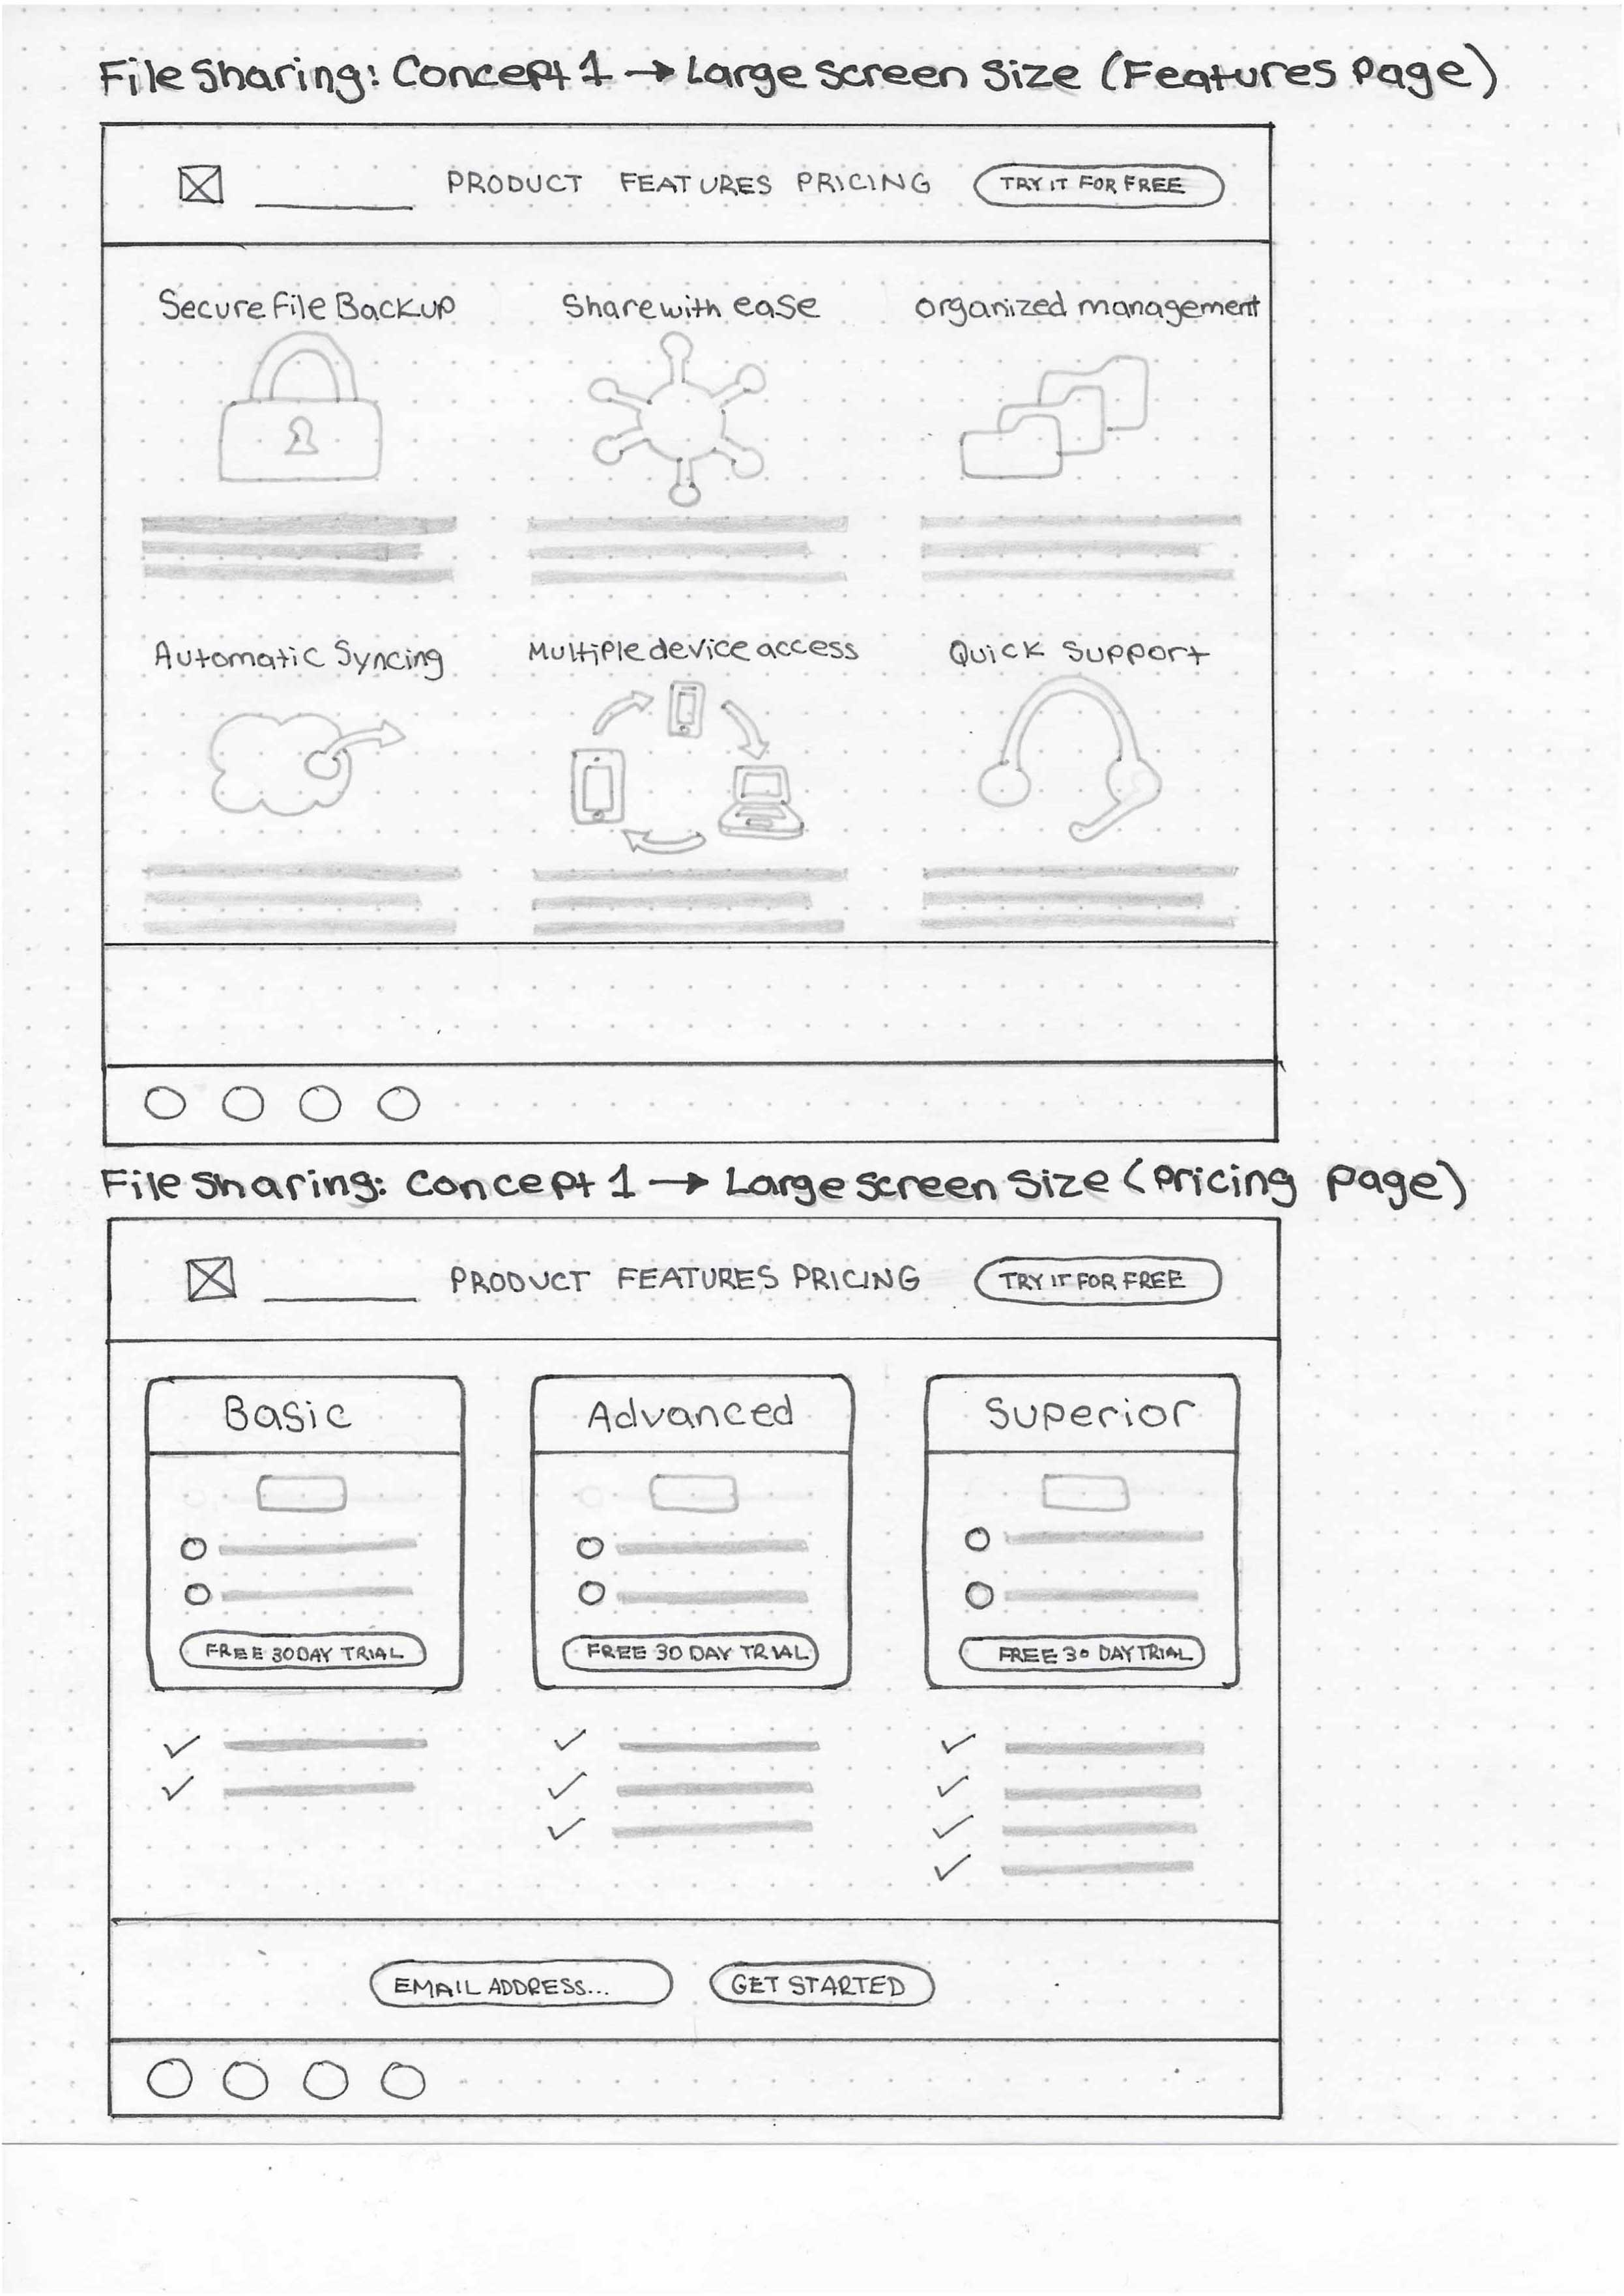 File Sharing: Concept 1 → Large Screen Size (Features Page)
PRODUCT FEATURES PRICING TRY IT FOR FREE
Secure File Backup Share with ease organized management
Automatic Syncing Multiple device access Quick Support
File Sharing: Concept 1 → Large Screen Size (Pricing Page)
PRODUCT FEATURES PRICING TRY IT FOR FREE
Basic Advanced Superior
FREE 30 DAY TRIAL FREE 30 DAY TRIAL FREE 30 DAY TRIAL
EMAIL ADDRESS... GET STARTED